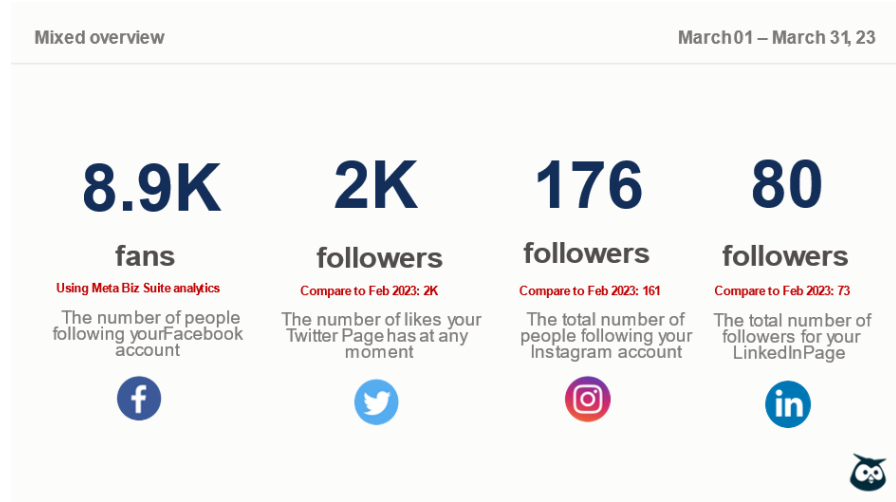 Mixed overview
March 01 – March 31, 23
8.9K
fans
Using Meta Biz Suite analytics
The number of people
following yourFacebook
account
2K
followers
Compare to Feb 2023: 2K
The number of likes your
Twitter Page has at any
moment
176
followers
Compare to Feb 2023: 161
The total number of
people following your
Instagram account
80
followers
Compare to Feb 2023: 73
The total number of
followers for your
LinkedInPage
f
in